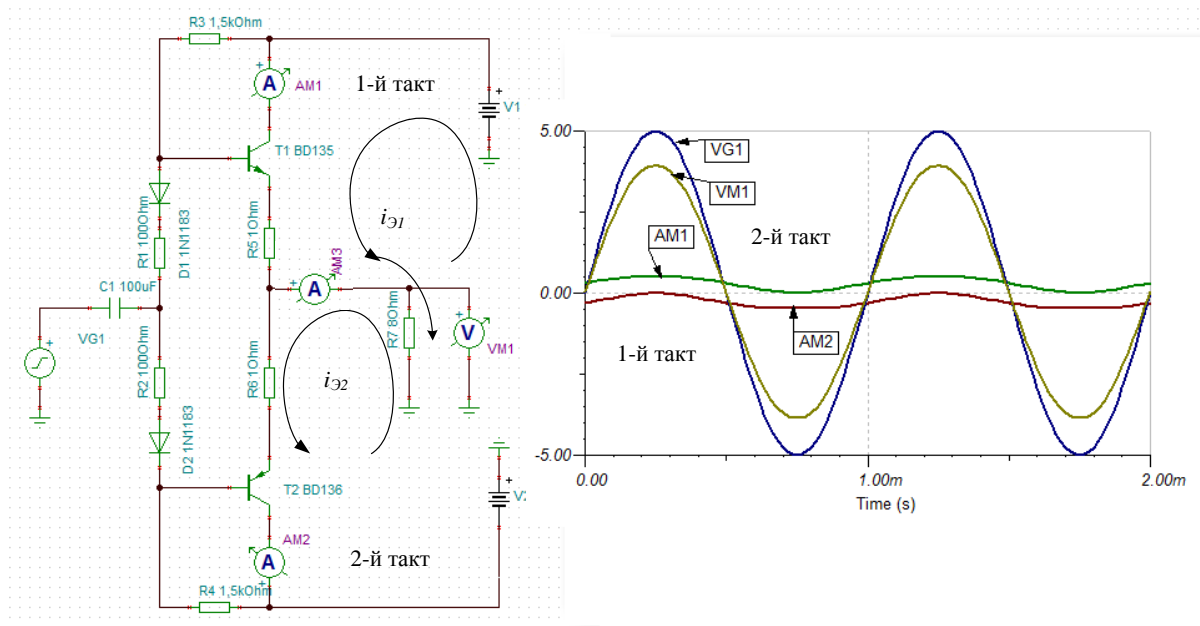 R3 1,5kOhm
+
A
AM1
1-й такт
+
V1
T1 BD135
R1 100Ohm
D1 1N1183
R5 1Ohm
iЭ1
C1 100uF
+
A
AM3
VG1
+
R7 8Ohm
+
V
VM1
R2 100Ohm
R6 1Ohm
iЭ2
D2 1N1183
T2 BD136
+
AM2
A
+
2-й такт
R4 1,5kOhm
5.00
VG1
VM1
AM1
2-й такт
0.00
AM2
1-й такт
-5.00
0.00
1.00m
2.00m
Time (s)